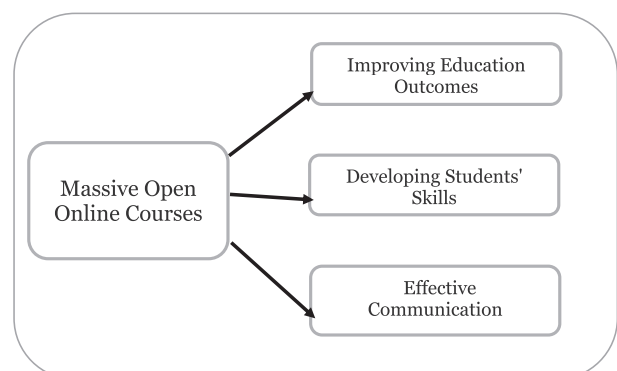 Improving Education
Outcomes
Massive Open
Online Courses
Developing Students'
Skills
Effective
Communication